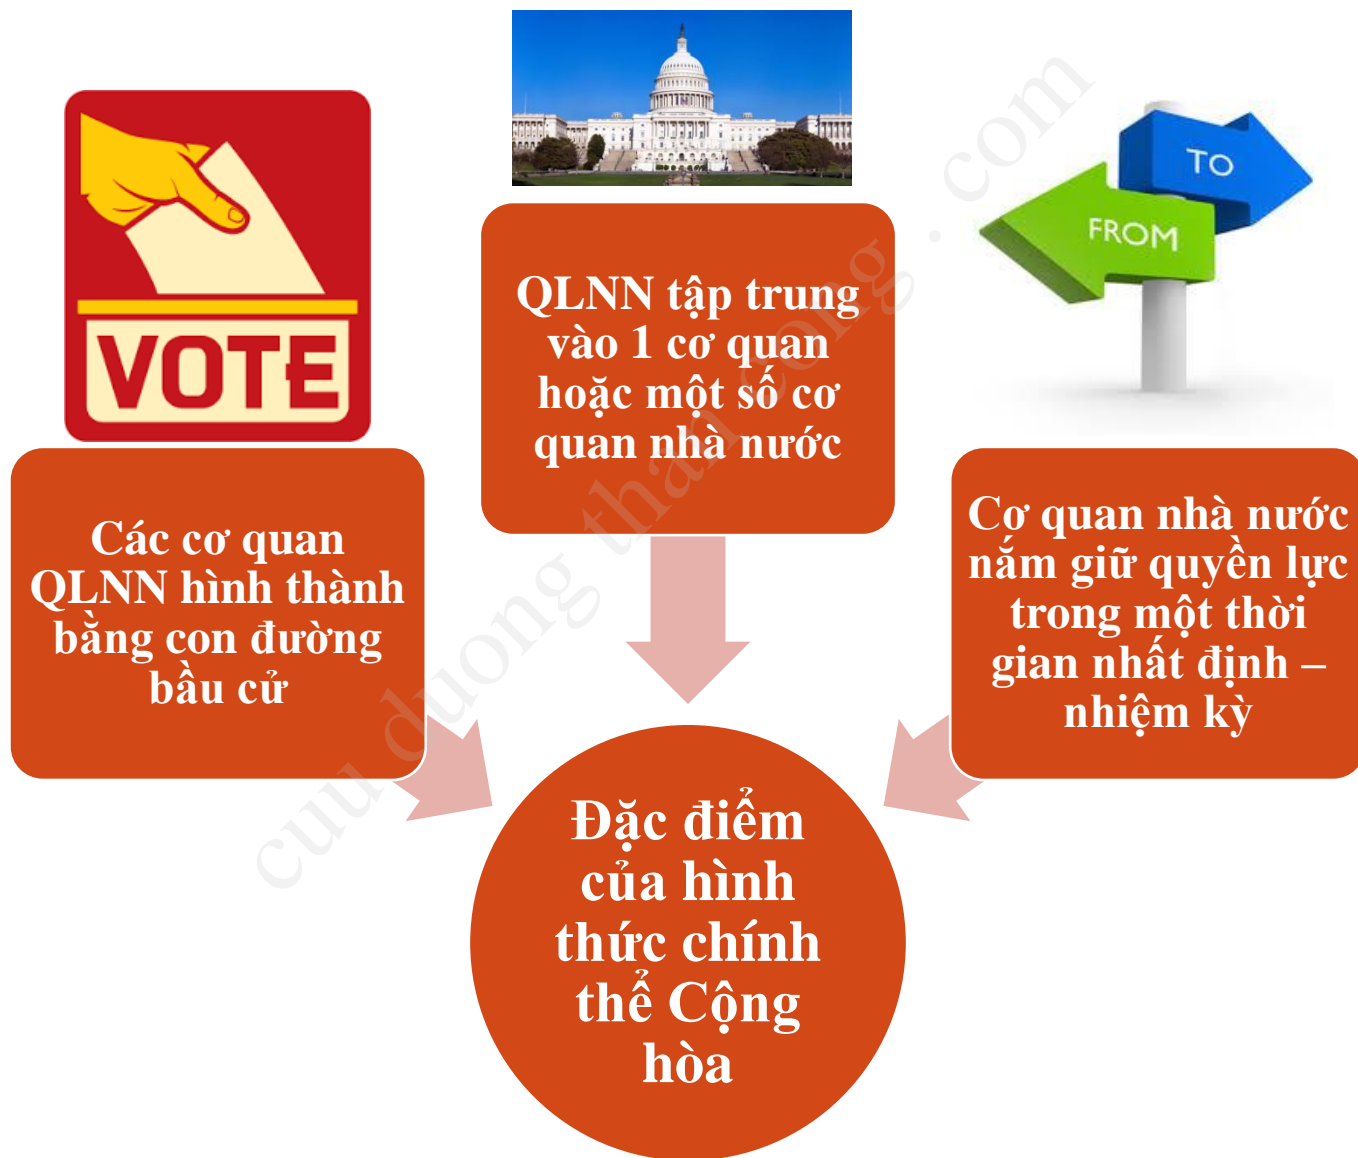 VOTE
TO
FROM
QLNN tập trung
vào 1 cơ quan
hoặc một số cơ
quan nhà nước
Các cơ quan
QLNN hình thành
bằng con đường
bầu cử
Cơ quan nhà nước
nắm giữ quyền lực
trong một thời
gian nhất định –
nhiệm kỳ
Đặc điểm
của hình
thức chính
thể Cộng
hòa
cuu duong than cong . com